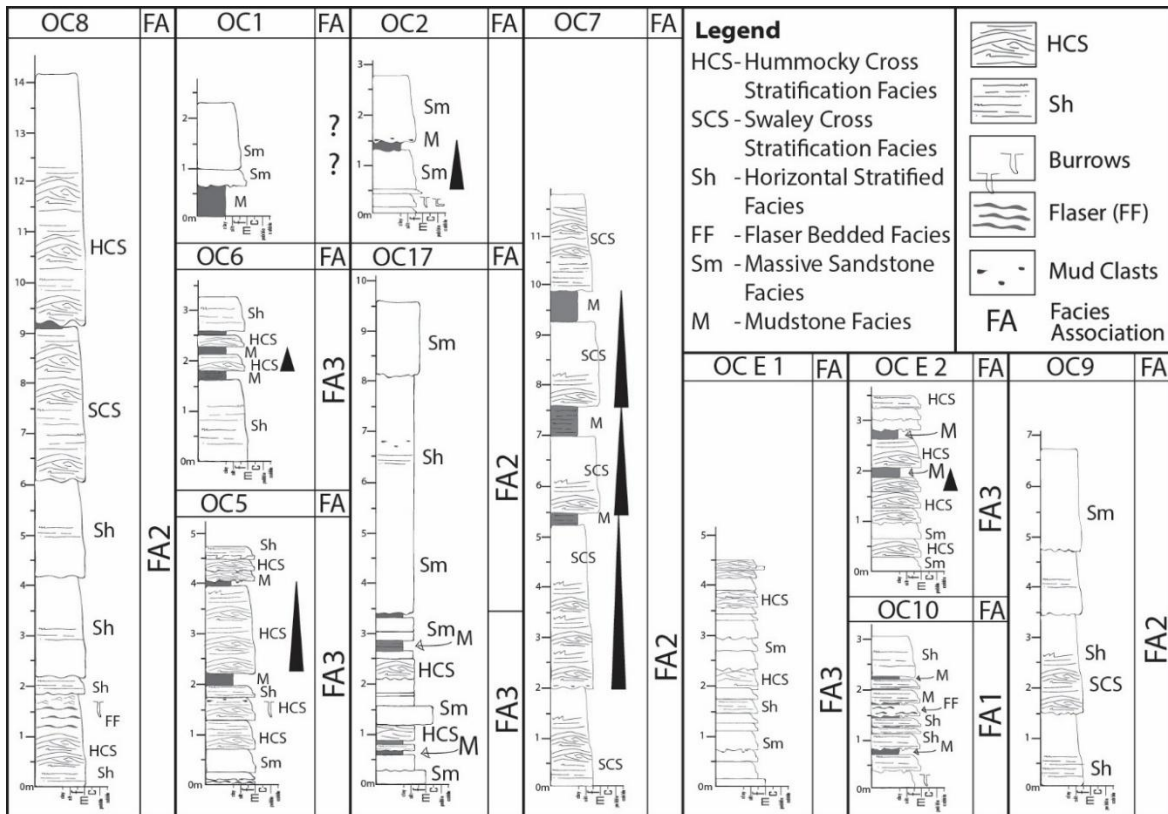 OC8 FA
14
13
12
11
HCS
10
9
8
SCS
7
6
5
Sh
4
3
Sh
2
Sh
FF
1
HCS
Sh
0m
FA2
OC1 FA
2
Sm
1
Sm
M
0m
?
?
OC2 FA
3
Sm
2
M
1
Sm
0m
OC6 FA
3
Sh
HCS
2
M
HCS
M
1
Sh
0m
FA3
OC5 FA
5
Sh
HCS
4
M
3
HCS
2
M
Sh
HCS
1
Sm
0m
FA3
OC17 FA
10
9
Sm
8
7
Sh
6
5
Sm
4
3
Sm
M
HCS
2
Sm
1
HCS
M
Sm
0m
FA2
FA3
OC7 FA
11
SCS
10
M
9
SCS
8
7
M
6
SCS
5
M
SCS
4
3
2
1
SCS
0m
FA2
Legend
HCS- Hummocky Cross
Stratification Facies
SCS - Swaley Cross
Stratification Facies
Sh - Horizontal Stratified
Facies
FF - Flaser Bedded Facies
Sm - Massive Sandstone
Facies
M - Mudstone Facies
HCS
Sh
Burrows
Flaser (FF)
Mud Clasts
FA Facies
Association
OC E 1 FA
5
4
HCS
3
Sm
2
HCS
Sh
1
Sm
0m
FA3
OC E 2 FA
HCS
3
M
HCS
2
M
HCS
1
Sm
HCS
Sm
0m
FA3
OC10 FA
3
Sh
2
M
M
FF
Sh
1
Sh
M
0m
FA1
OC9 FA
7
6
Sm
5
4
3
Sh
2
SCS
1
Sh
0m
FA2